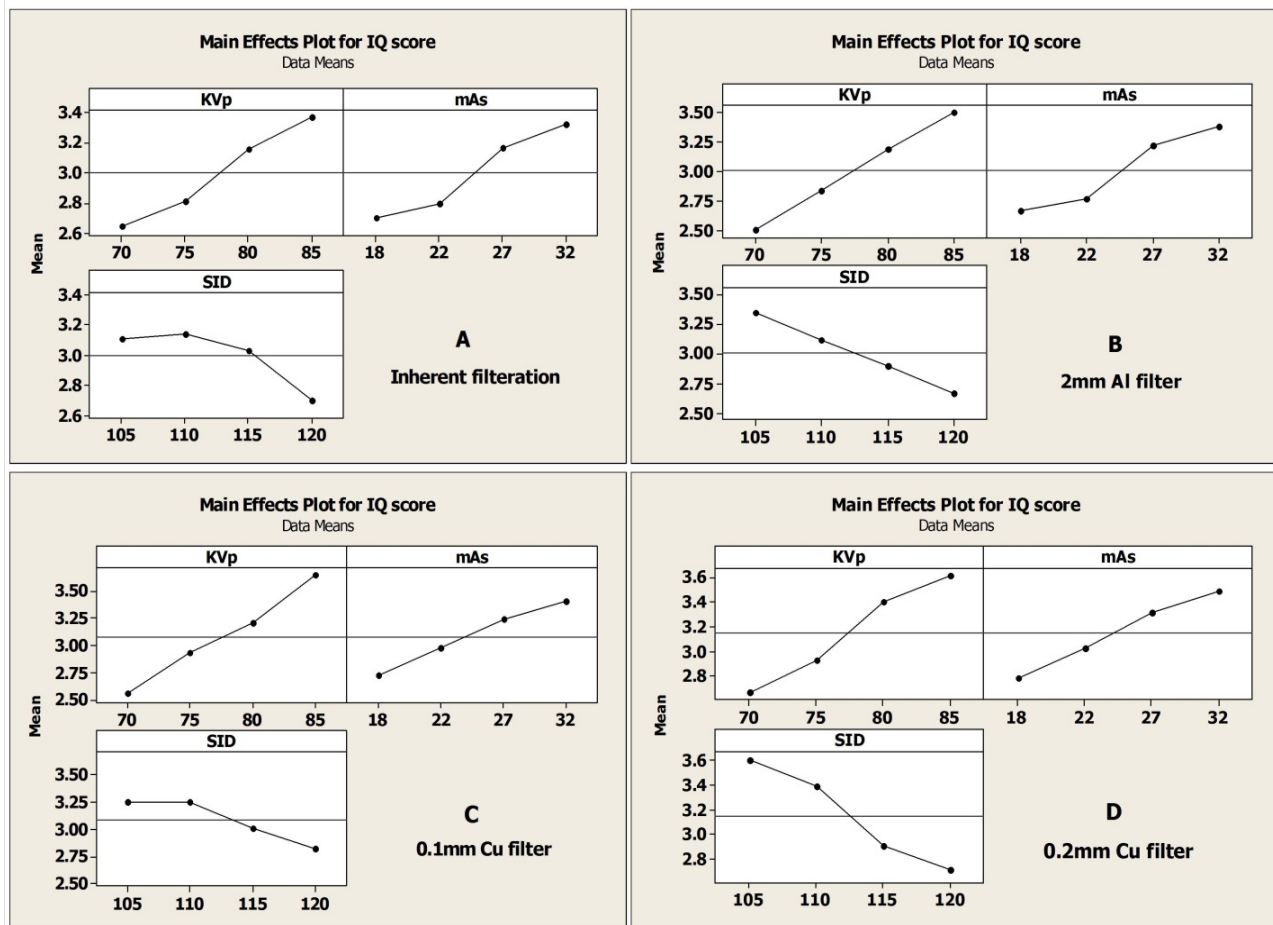 Main Effects Plot for IQ score
Data Means
KVp mAs
3.4
3.2
3.0
2.8
2.6
70 75 80 85 18 22 27 32
Mean
SID
3.4
3.2
3.0
2.8
2.6
105 110 115 120
A
Inherent filteration
Main Effects Plot for IQ score
Data Means
KVp mAs
3.50
3.25
3.00
2.75
2.50
70 75 80 85 18 22 27 32
Mean
SID
3.50
3.25
3.00
2.75
2.50
105 110 115 120
B
2mm Al filter
Main Effects Plot for IQ score
Data Means
KVp mAs
3.50
3.25
3.00
2.75
2.50
70 75 80 85 18 22 27 32
Mean
SID
3.50
3.25
3.00
2.75
2.50
105 110 115 120
C
0.1mm Cu filter
Main Effects Plot for IQ score
Data Means
KVp mAs
3.6
3.4
3.2
3.0
2.8
70 75 80 85 18 22 27 32
Mean
SID
3.6
3.4
3.2
3.0
2.8
105 110 115 120
D
0.2mm Cu filter